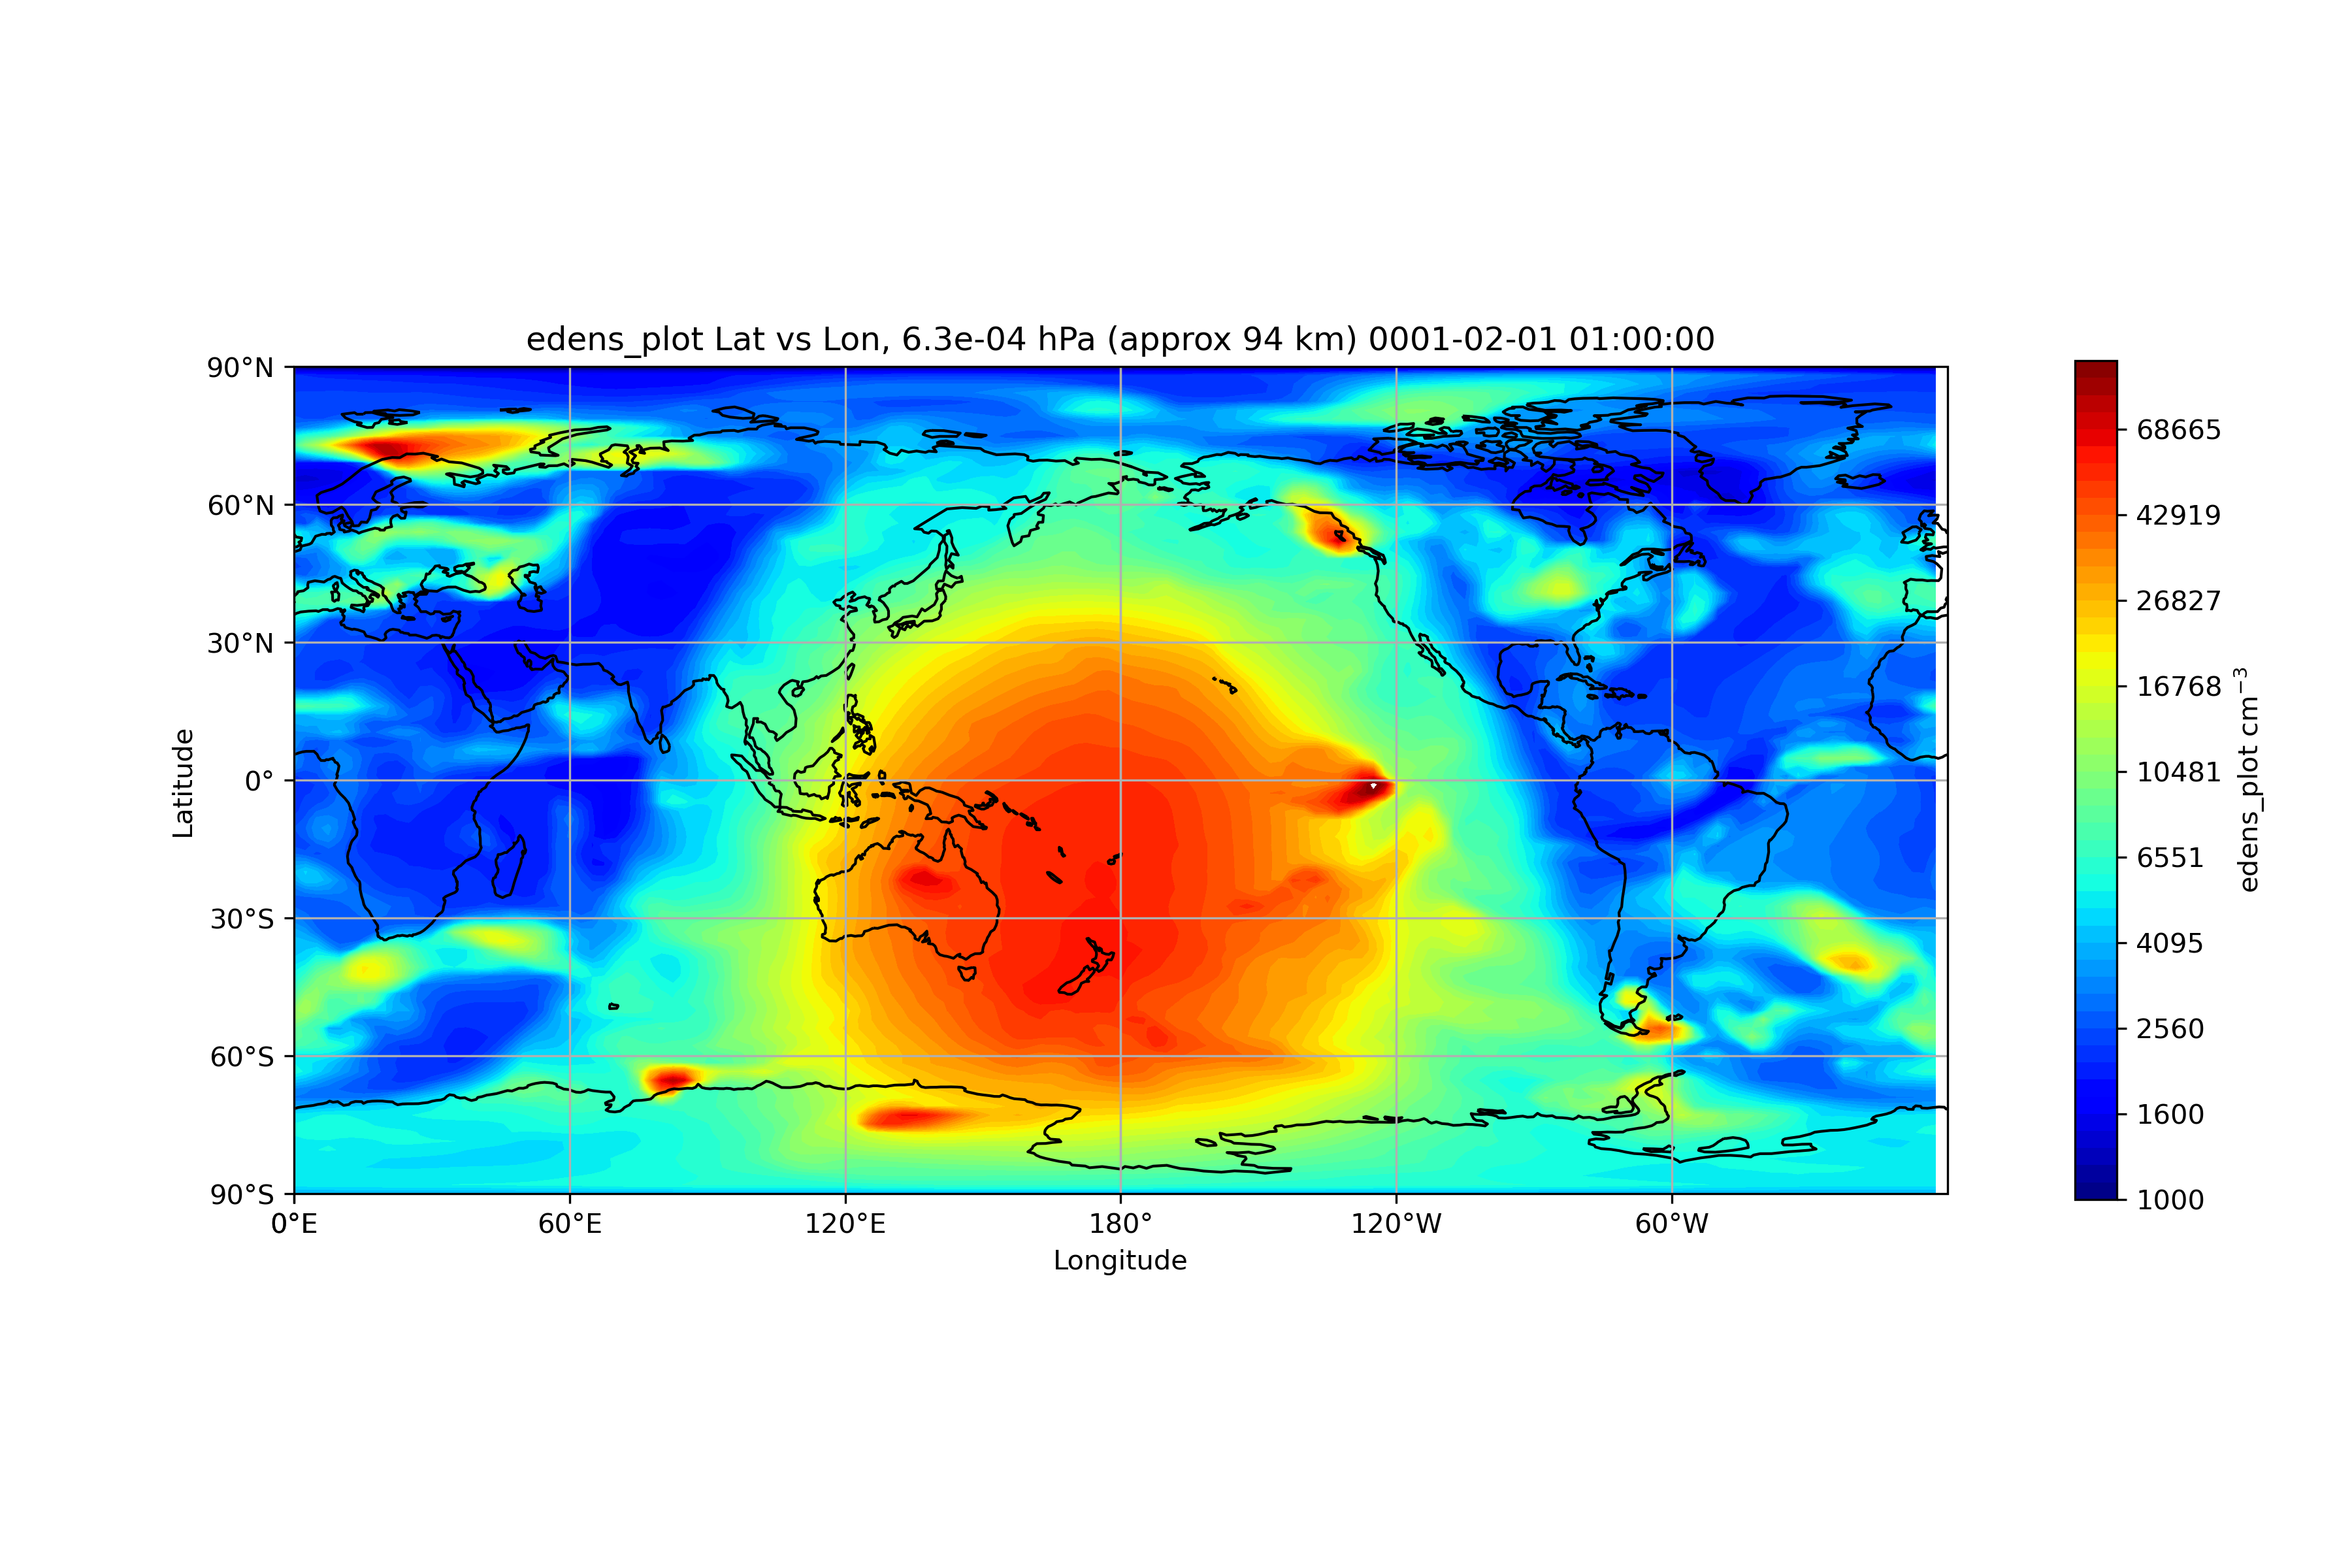 edens_plot Lat vs Lon, 6.3e-04 hPa (approx 94 km) 0001-02-01 01:00:00
90°N
60°N
30°N
0°
30°S
60°S
90°S
Latitude
0°E
60°E
120°E
180°
120°W
60°W
Longitude
68665
42919
26827
16768
10481
6551
4095
2560
1600
1000
edens_plot cm⁻³